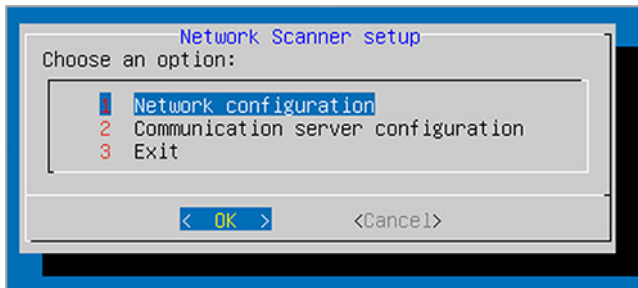 Network Scanner setup
Choose an option:
1 Network configuration
2 Communication server configuration
3 Exit
< OK > <Cancel>